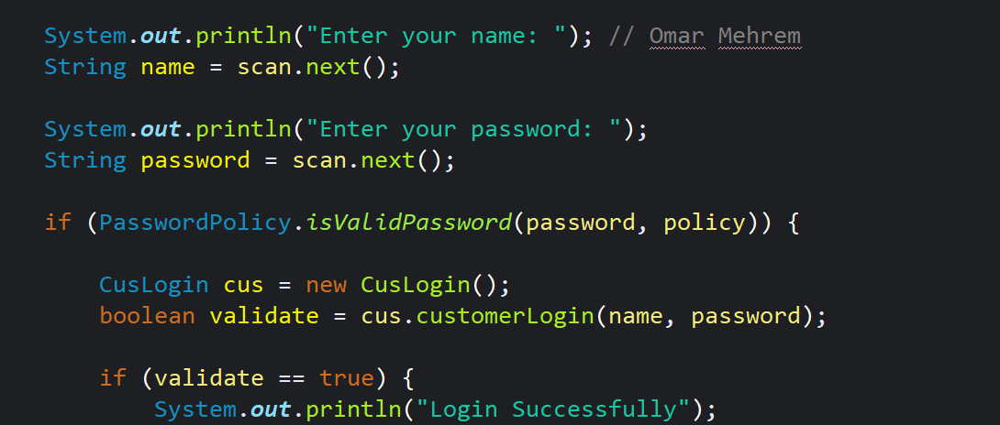 System.out.println("Enter your name: "); // Omar Mehrem
String name = scan.next();
System.out.println("Enter your password: ");
String password = scan.next();
if (PasswordPolicy.isValidPassword(password, policy)) {
CusLogin cus = new CusLogin();
boolean validate = cus.customerLogin(name, password);
if (validate == true) {
System.out.println("Login Successfully");